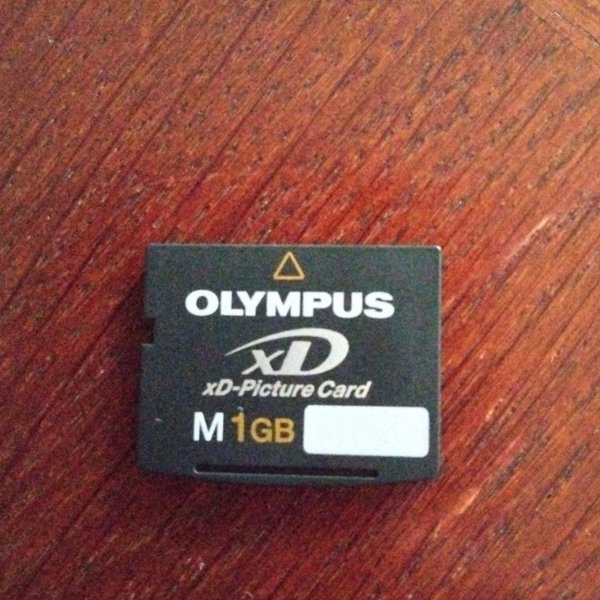 OLYMPUS
xD
xD-Picture Card
M 1GB